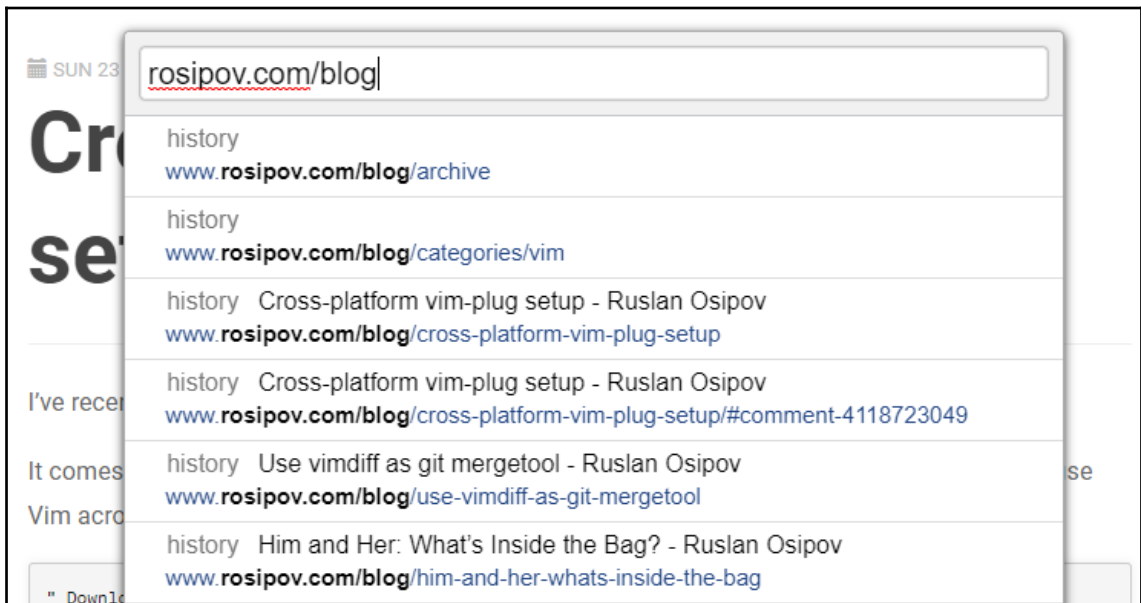 SUN 23
rosipov.com/blog
Cr
history
www.rosipov.com/blog/archive
history
www.rosipov.com/blog/categories/vim
se
history Cross-platform vim-plug setup - Ruslan Osipov
www.rosipov.com/blog/cross-platform-vim-plug-setup
history Cross-platform vim-plug setup - Ruslan Osipov
www.rosipov.com/blog/cross-platform-vim-plug-setup/#comment-4118723049
I’ve recer
history Use vimdiff as git mergetool - Ruslan Osipov
It comes
se
www.rosipov.com/blog/use-vimdiff-as-git-mergetool
Vim acro
history Him and Her: What’s Inside the Bag? - Ruslan Osipov
www.rosipov.com/blog/him-and-her-whats-inside-the-bag
" Downlo